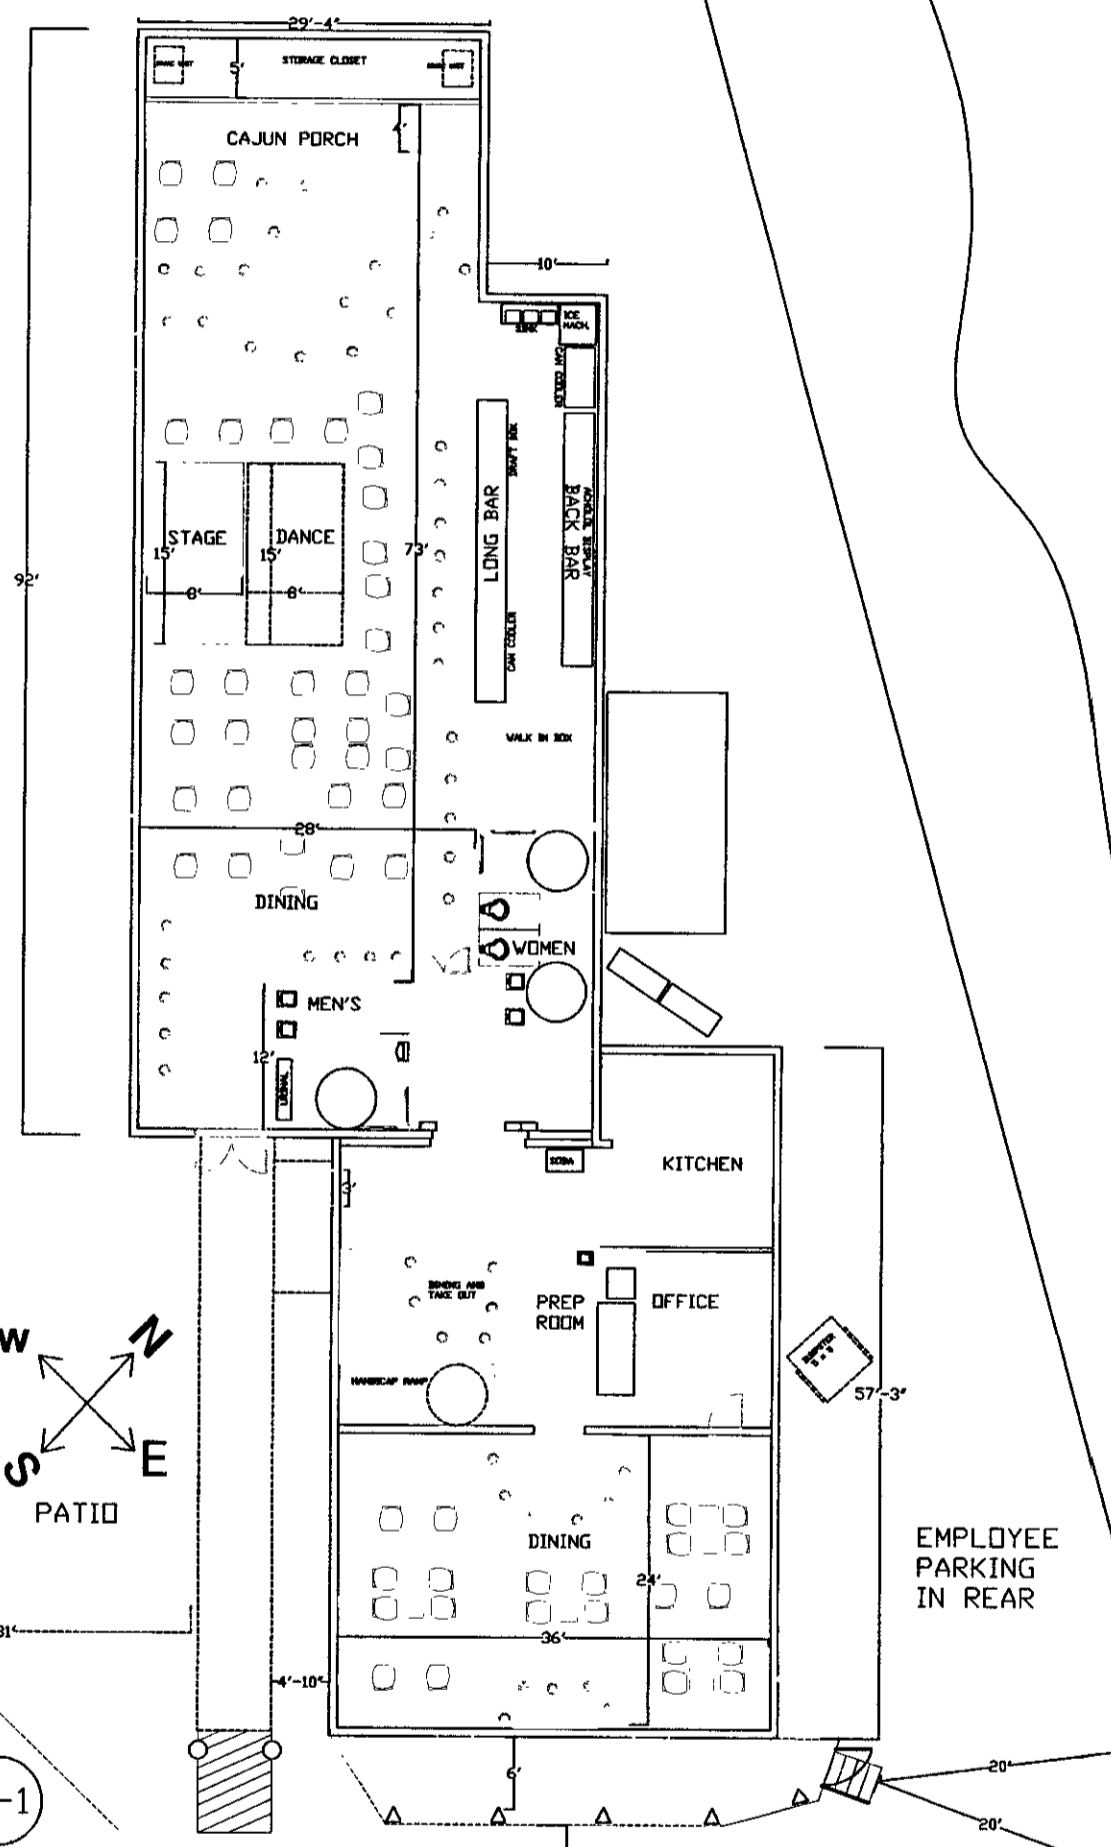 29'-4"
STORAGE CLOSET
5'
CAJUN PORCH
4'
10'
SINK
ICE
MACH.
CAN COOLER
DRAFT BOX
LONG BAR
BACK BAR
CAN COOLER
STAGE
DANCE
15'
15'
73'
92'
WALK IN BOX
28'
DINING
WOMEN
MEN'S
12'
URINAL
SODA
KITCHEN
3'
DINING AND
TAKE OUT
PREP
ROOM
OFFICE
HANDICAP RAMP
W
N
S
E
PATIO
DUMPSTER
57'-3"
DINING
EMPLOYEE
PARKING
IN REAR
24'
36'
4'-10"
6'
20'
20'
-1